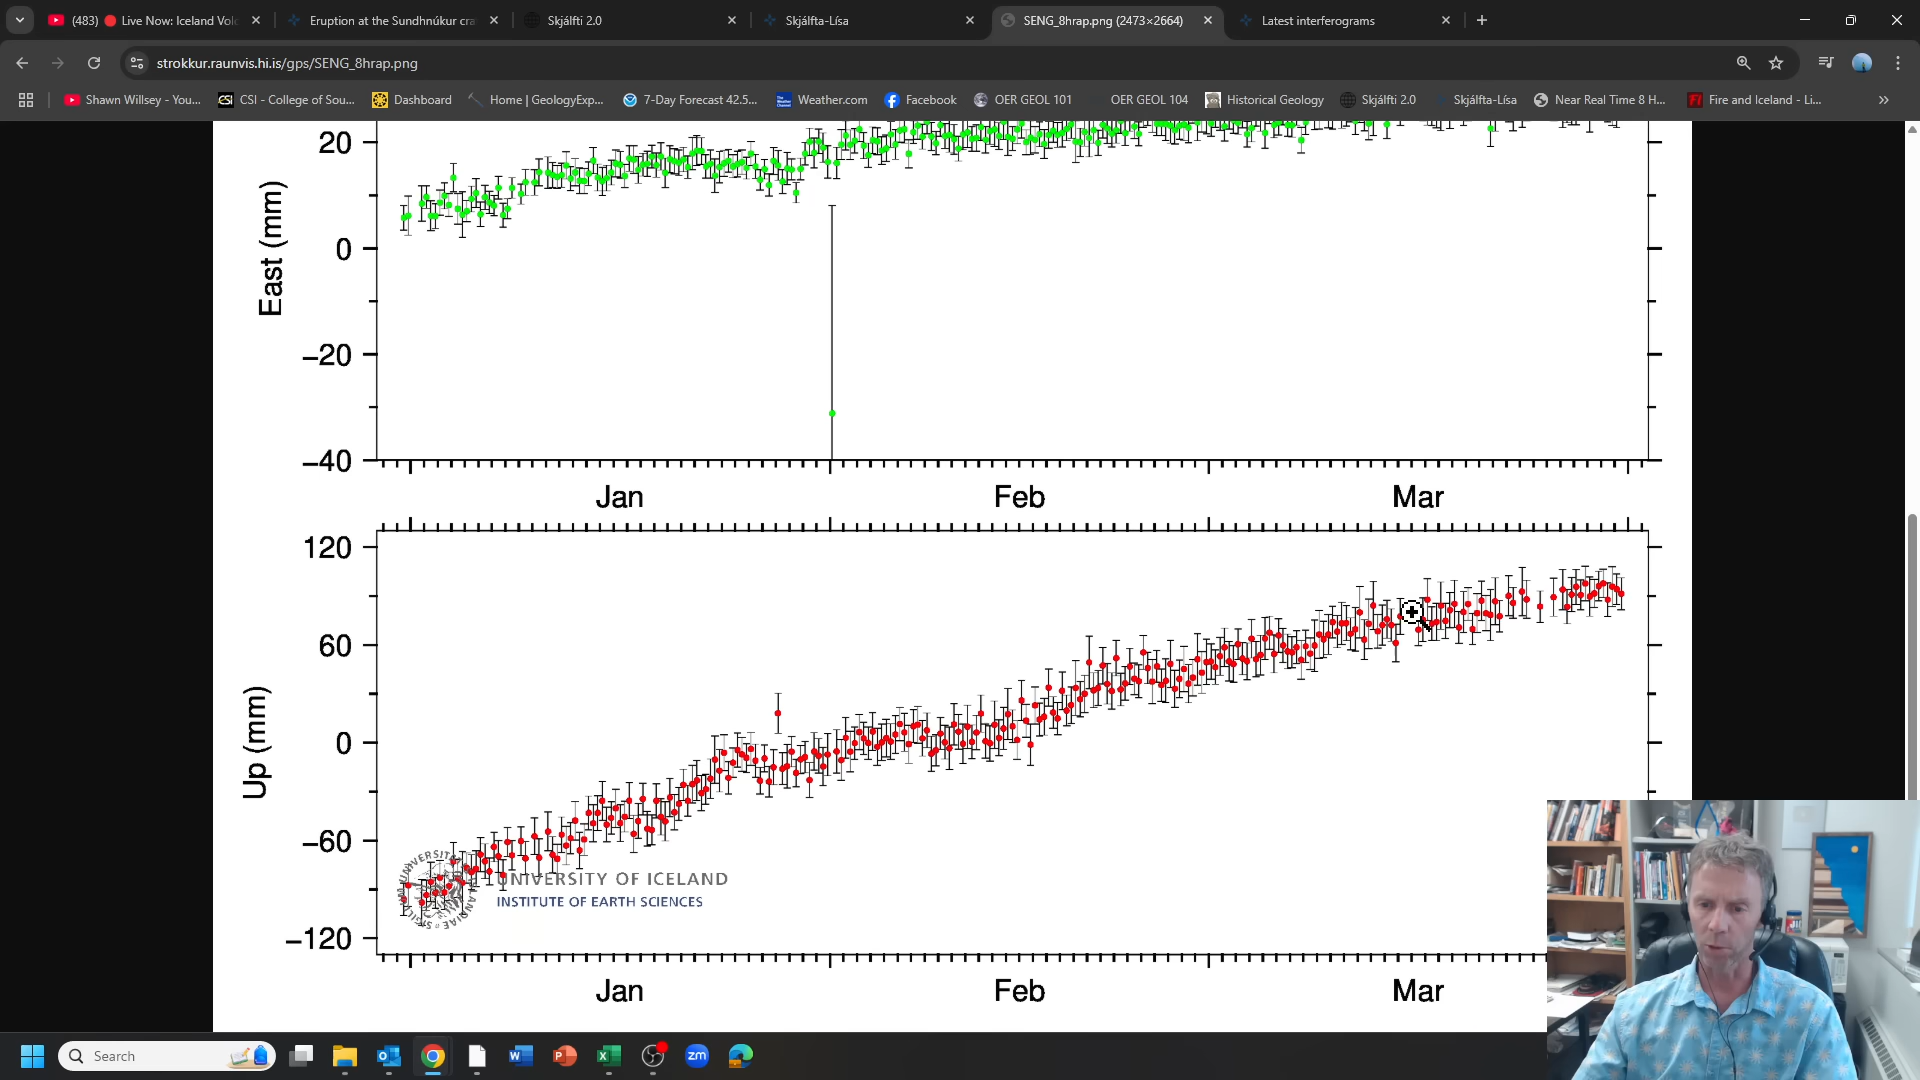 (483) 🔴 Live Now: Iceland Volc
Eruption at the Sundhnúkur cra
Skjálfti 2.0
Skjálfta-Lísa
SENG_8hrap.png (2473×2664)
Latest interferograms
strokkur.raunvis.hi.is/gps/SENG_8hrap.png
Shawn Willsey - You...
CSI - College of Sou...
Dashboard
Home | GeologyExp...
7-Day Forecast 42.5...
Weather.com
Facebook
OER GEOL 101
OER GEOL 104
Historical Geology
Skjálfti 2.0
Skjálfta-Lísa
Near Real Time 8 H...
Fire and Iceland - Li...
East (mm)
20
0
−20
−40
Jan
Feb
Mar
Up (mm)
120
60
0
−60
−120
UNIVERSITY OF ICELAND
INSTITUTE OF EARTH SCIENCES
Jan
Feb
Mar
Search